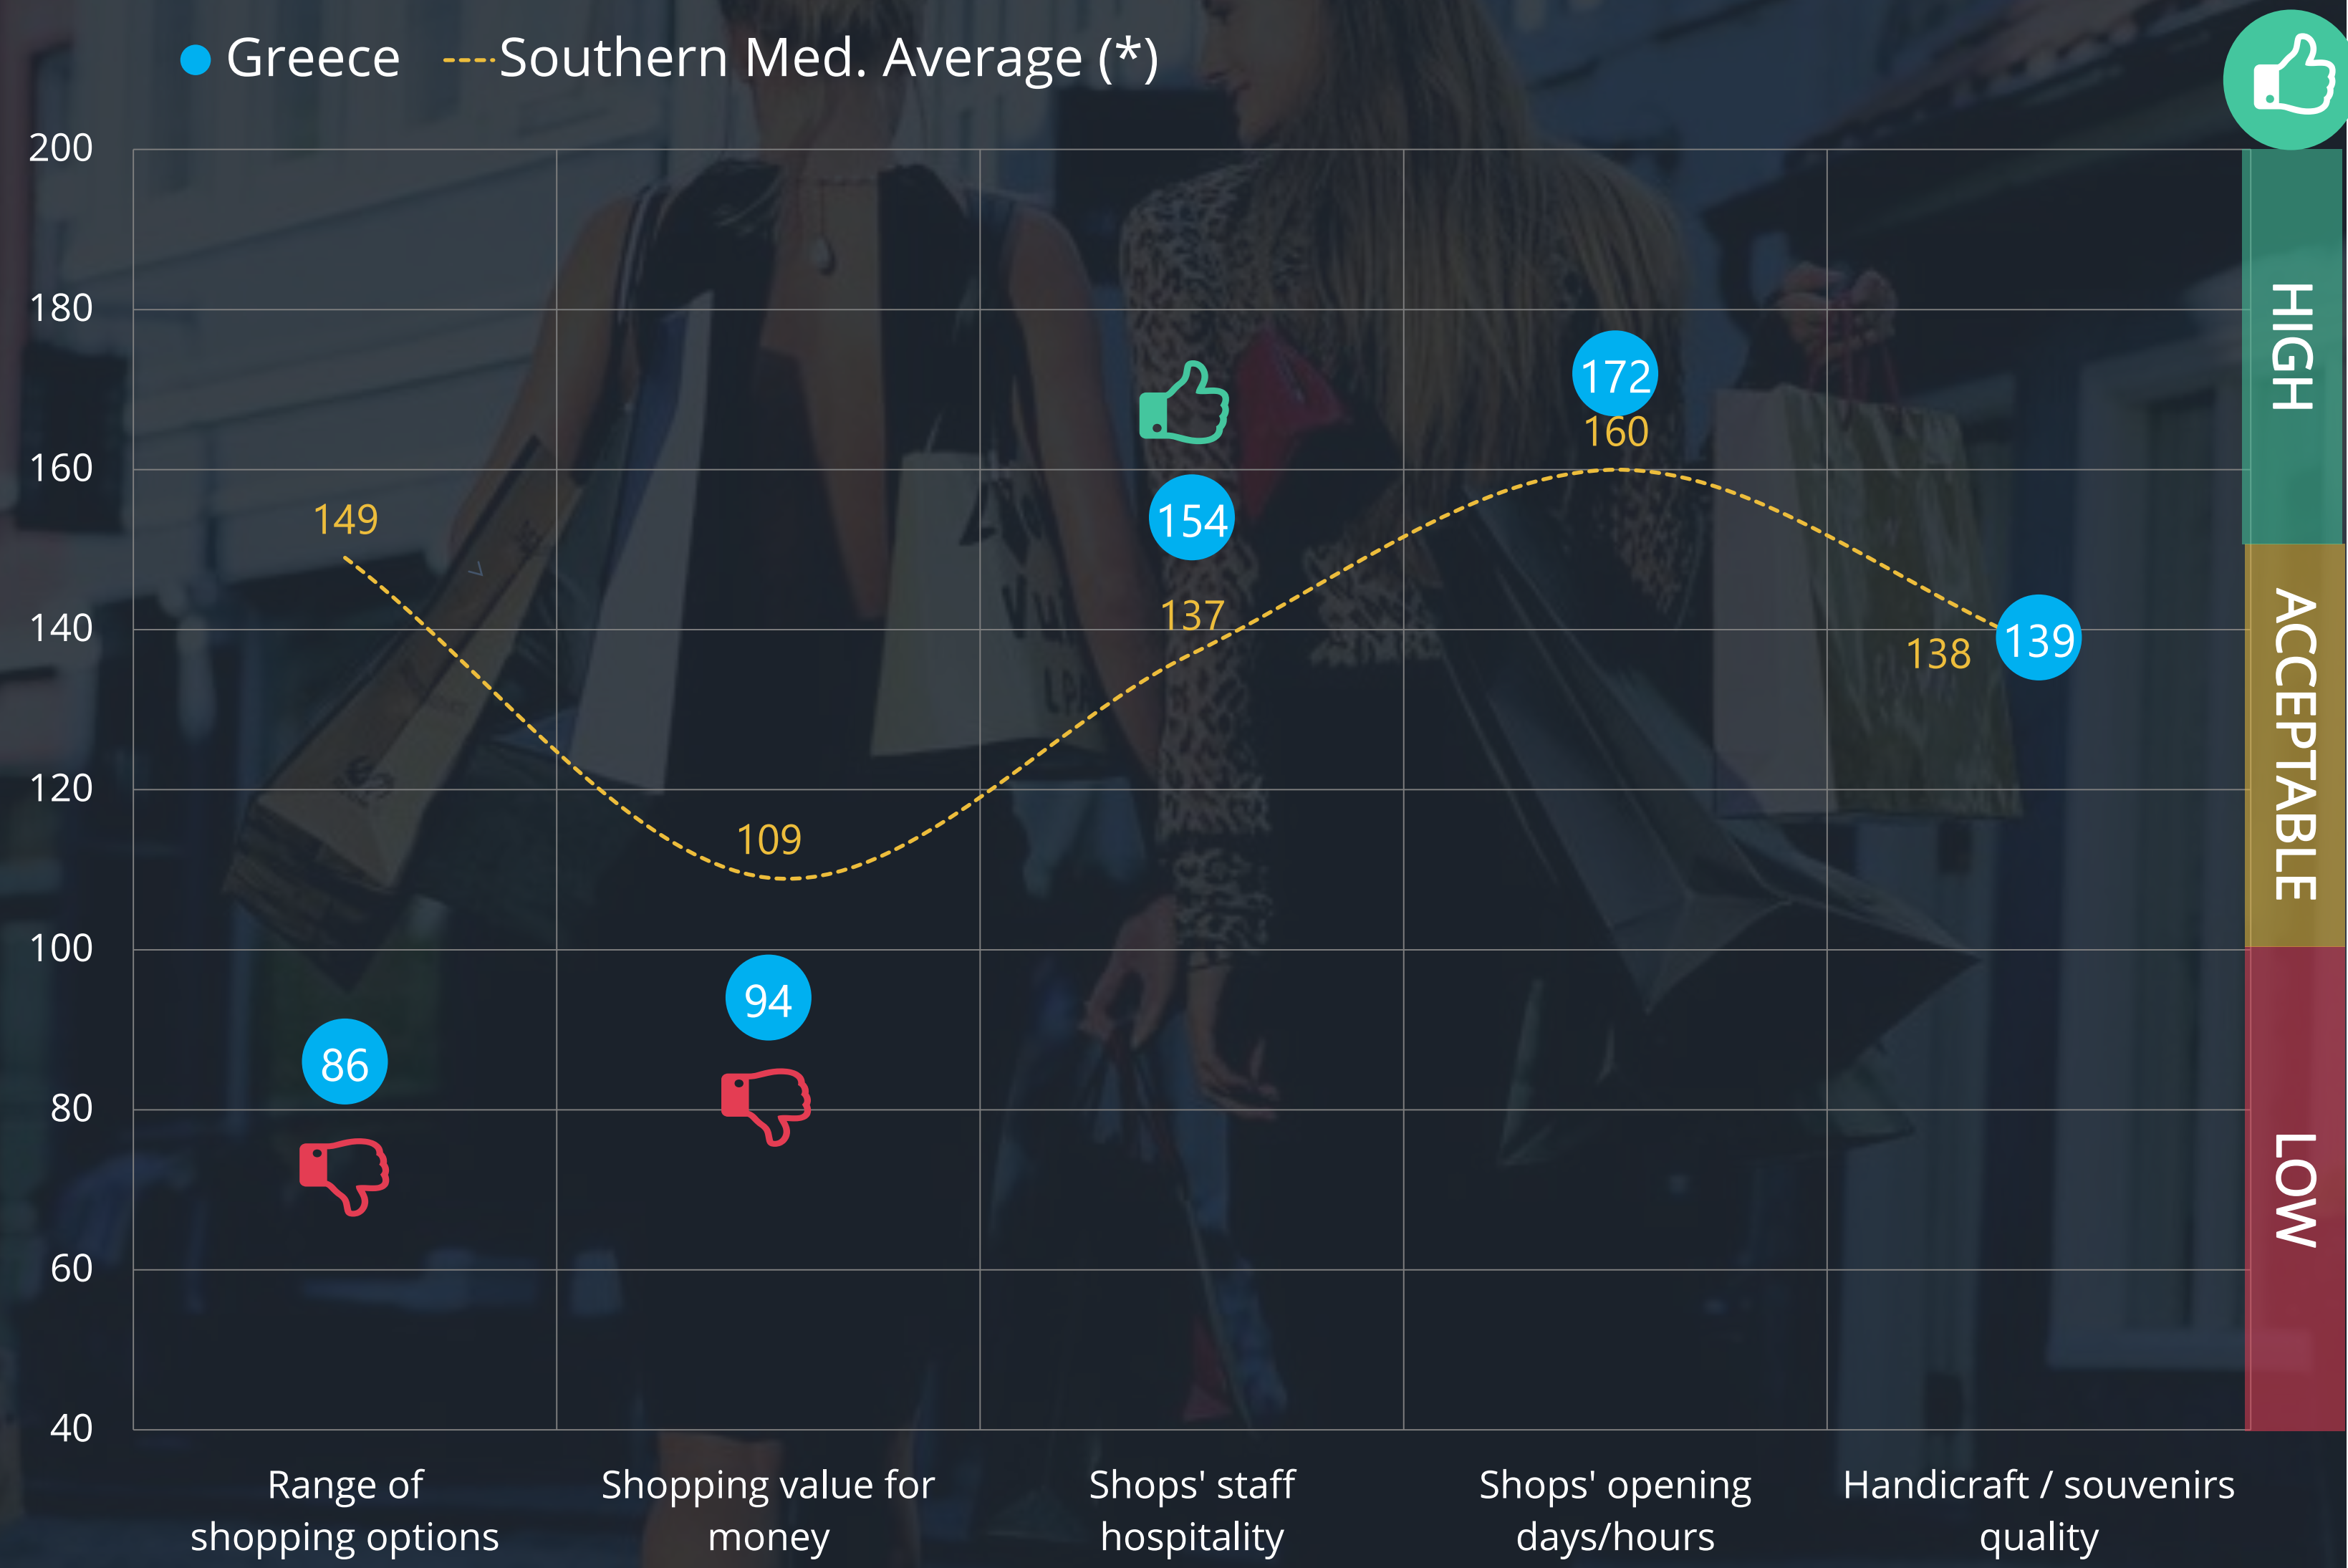 Greece Southern Med. Average (*)
200
180
160
140
120
100
80
60
40
149
109
137
160
138
86
94
154
172
139
HIGH
ACCEPTABLE
LOW
Range of
shopping options
Shopping value for
money
Shops' staff
hospitality
Shops' opening
days/hours
Handicraft / souvenirs
quality